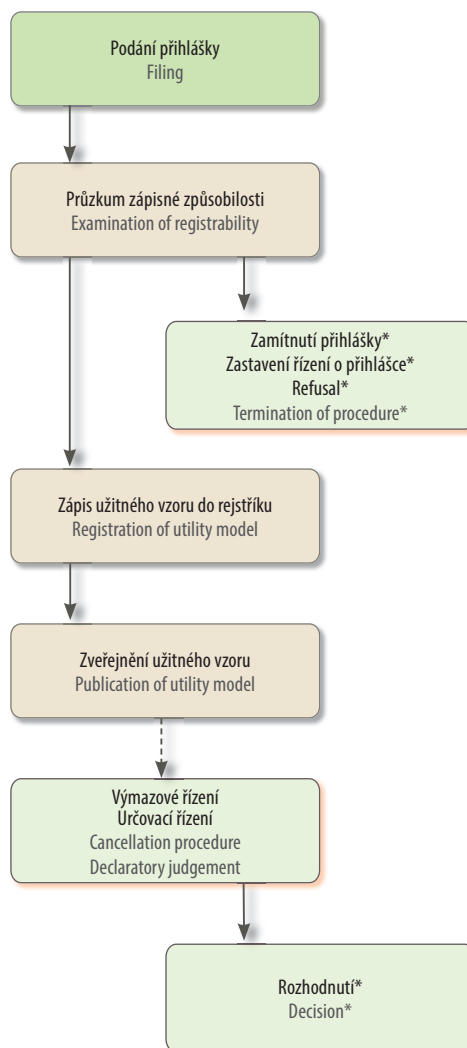 Podání přihlášky
Filing
Průzkum zápisné způsobilosti
Examination of registrability
Zamítnutí přihlášky*
Zastavení řízení o přihlášce*
Refusal*
Termination of procedure*
Zápis užitného vzoru do rejstříku
Registration of utility model
Zveřejnění užitného vzoru
Publication of utility model
Výmazové řízení
Určovací řízení
Cancellation procedure
Declaratory judgement
Rozhodnutí*
Decision*